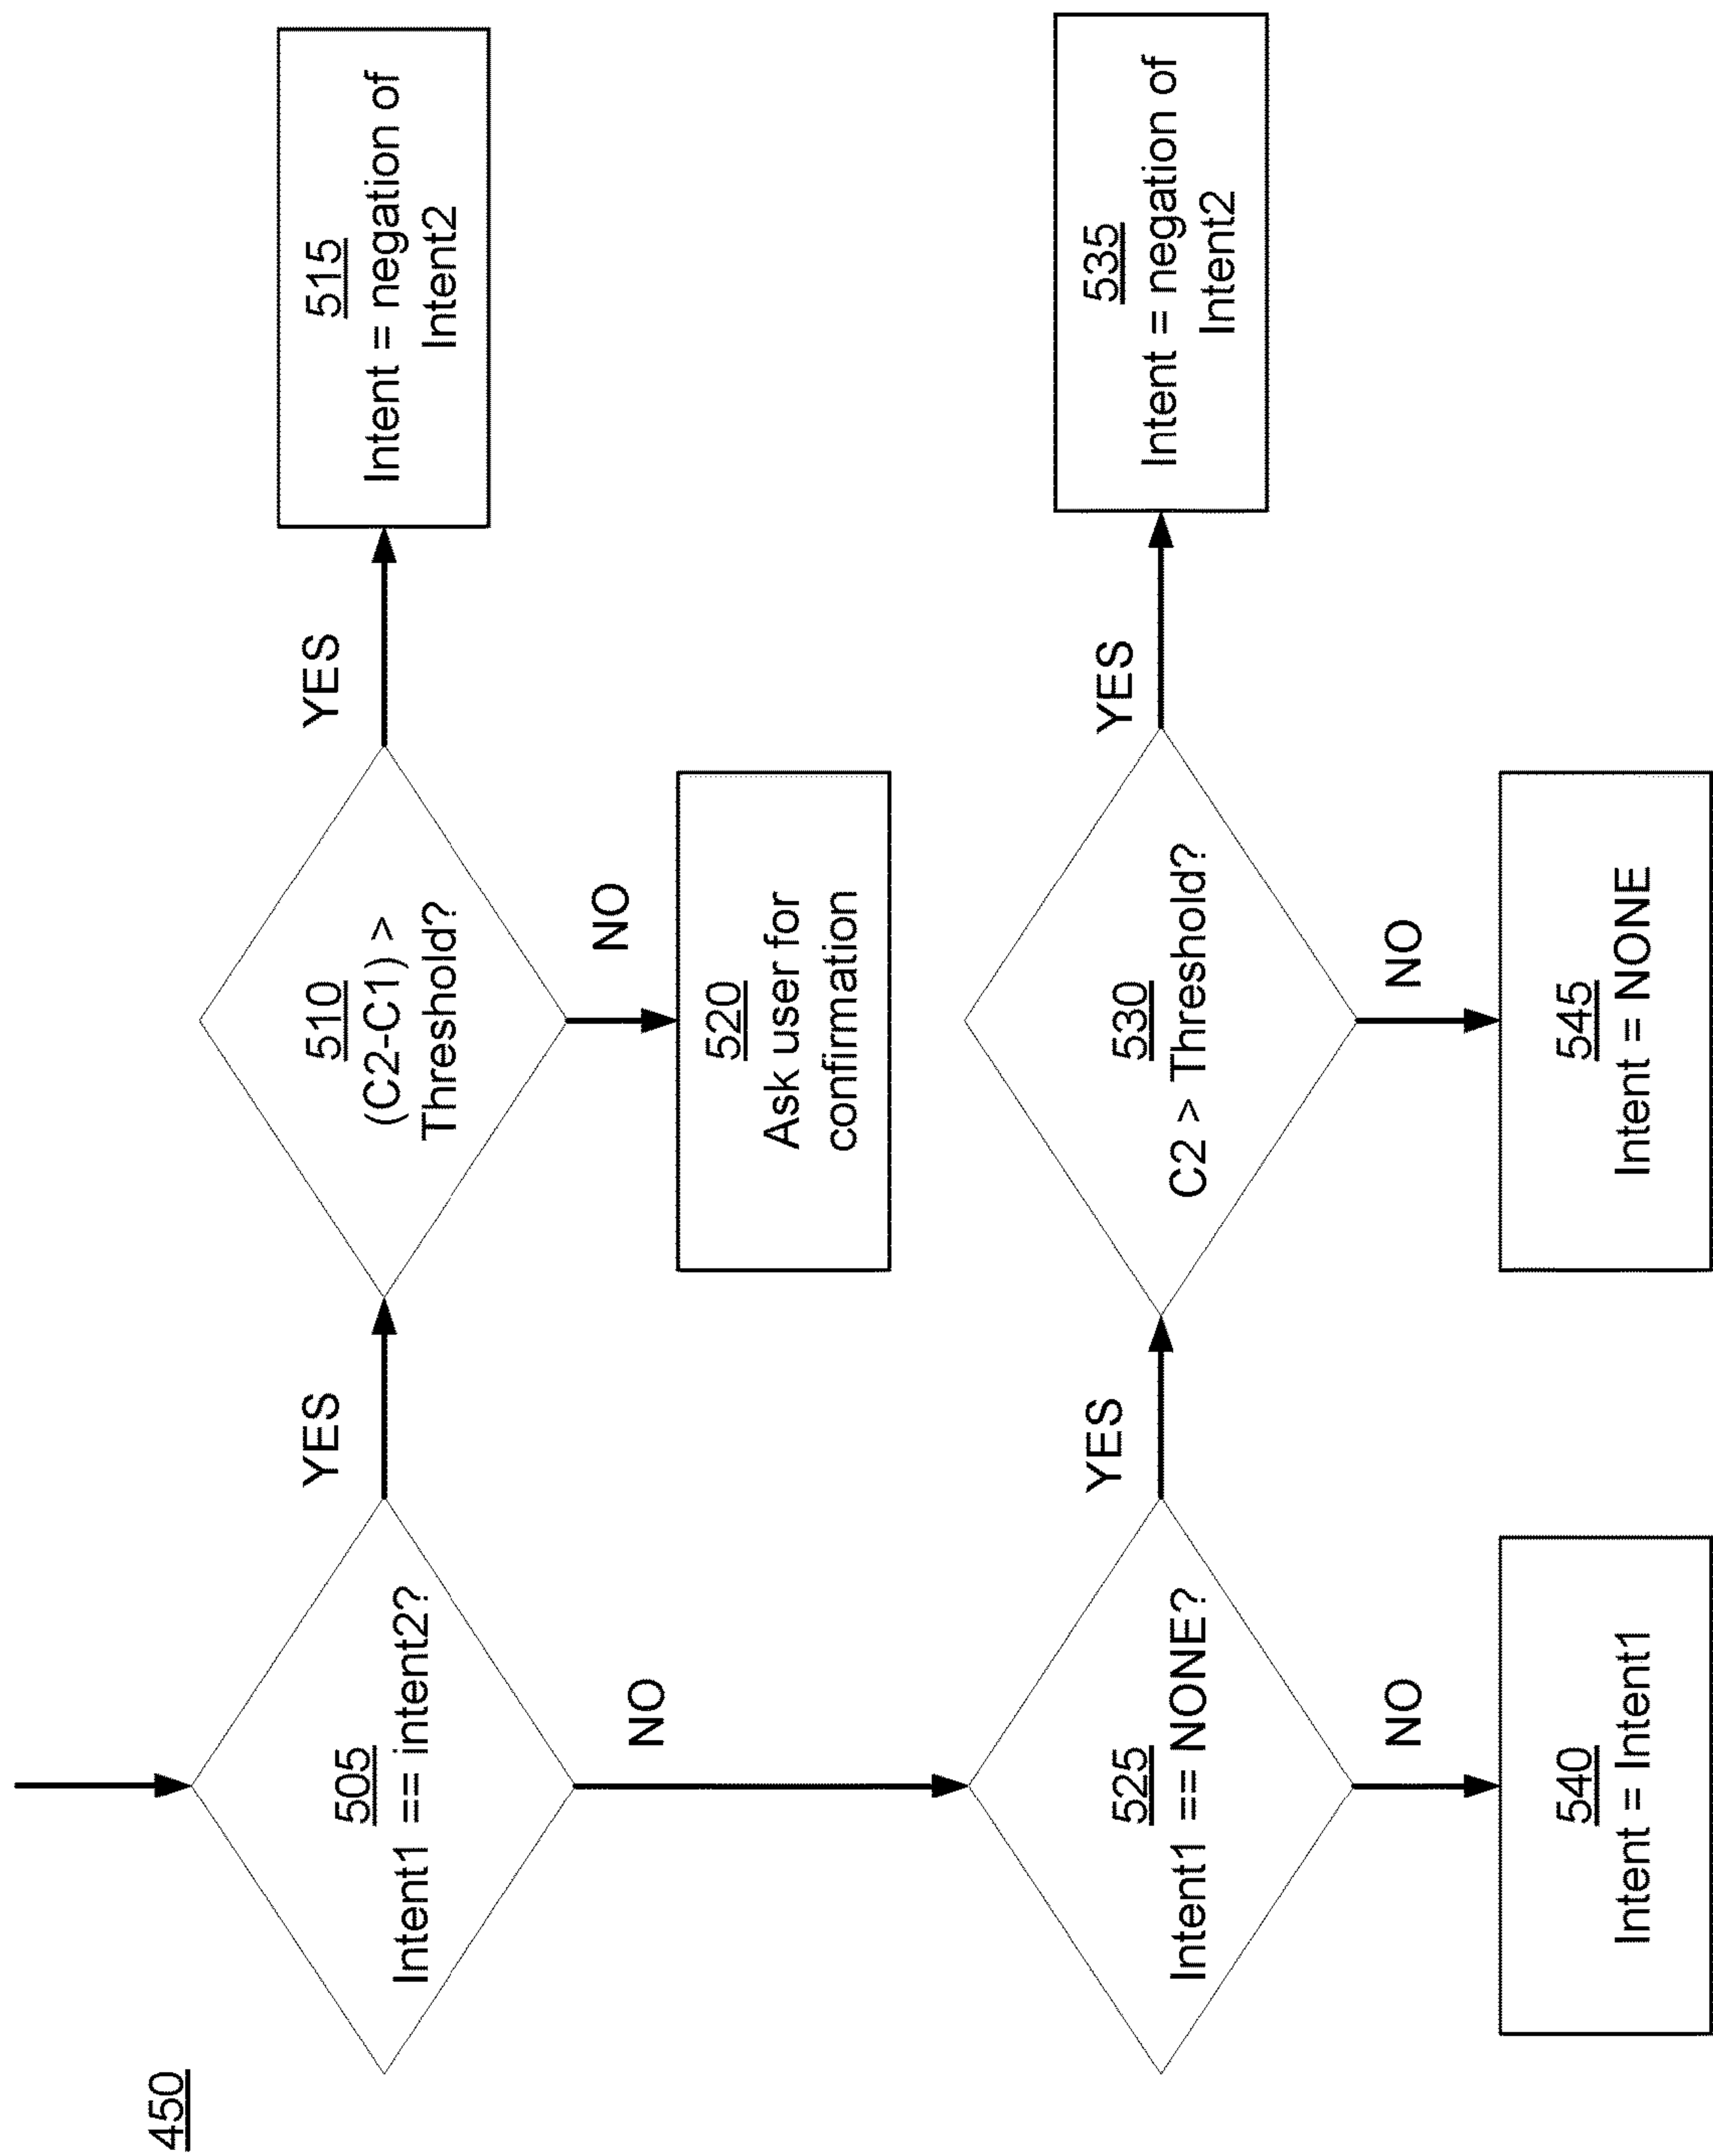 450
505
Intent1 == intent2?
YES
510
(C2-C1) >
Threshold?
YES
515
Intent = negation of
Intent2
NO
520
Ask user for
confirmation
NO
525
Intent1 == NONE?
YES
530
C2 > Threshold?
YES
535
Intent = negation of
Intent2
NO
540
Intent = Intent1
NO
545
Intent = NONE